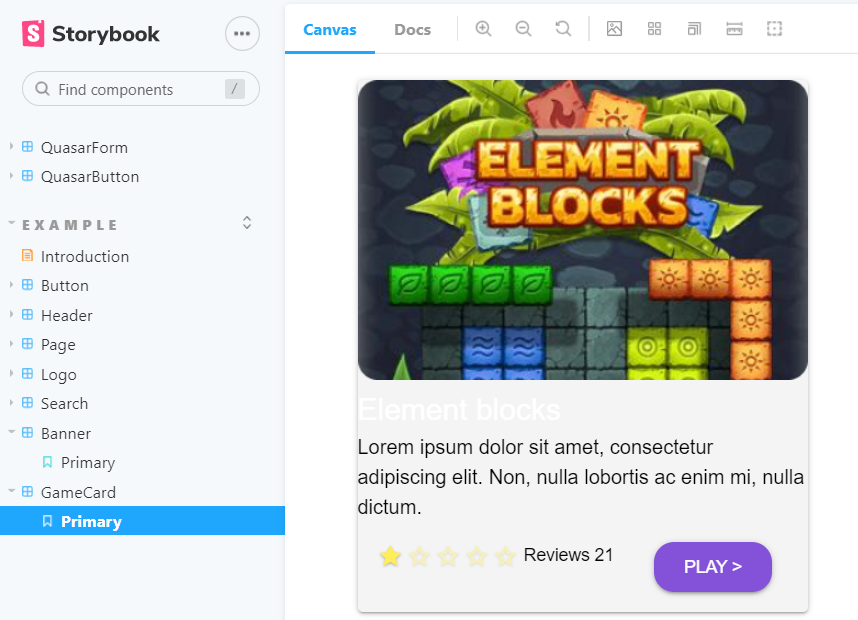 Storybook
Canvas
Docs
Find components
/
QuasarForm
QuasarButton
EXAMPLE
Introduction
Button
Header
Page
Logo
Search
Banner
Primary
GameCard
Primary
ELEMENT
BLOCKS
Element blocks
Lorem ipsum dolor sit amet, consectetur
adipiscing elit. Non, nulla lobortis ac enim mi, nulla
dictum.
Reviews 21
PLAY >